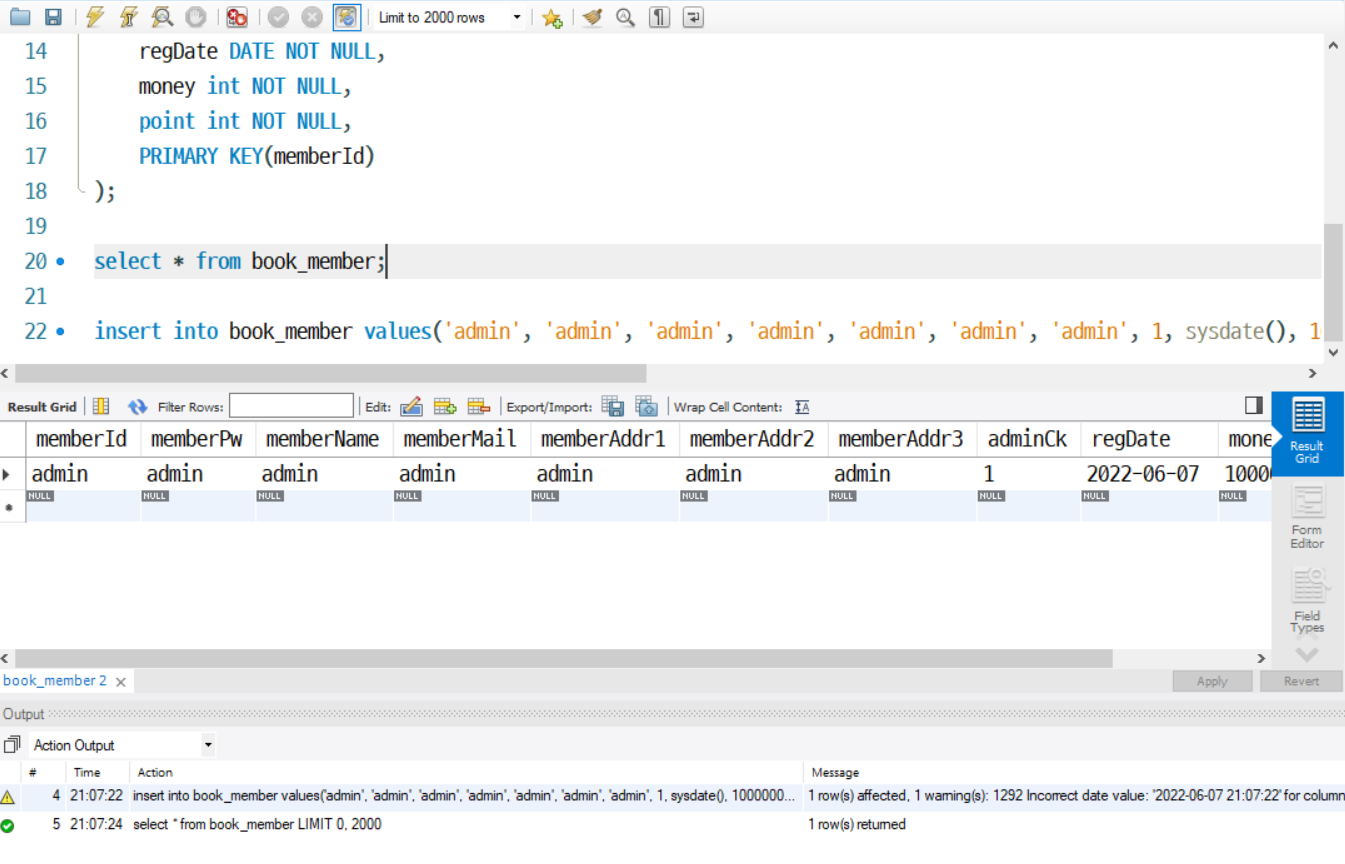 Limit to 2000 rows
14 regDate DATE NOT NULL,
15 money int NOT NULL,
16 point int NOT NULL,
17 PRIMARY KEY(memberId)
18 );
19
20 select * from book_member;
21
22 insert into book_member values('admin', 'admin', 'admin', 'admin', 'admin', 'admin', 'admin', 1, sysdate(), 1
Result Grid Filter Rows: Edit: Export/Import: Wrap Cell Content: IA
memberId memberPw memberName memberMail memberAddr1 memberAddr2 memberAddr3 adminCk regDate mone
admin admin admin admin admin admin admin 1 2022-06-07 1000
NULL NULL NULL NULL NULL NULL NULL NULL NULL NULL
Result
Grid
Form
Editor
Field
Types
book_member 2 Apply Revert
Output
Action Output
# Time Action Message
4 21:07:22 insert into book_member values('admin', 'admin', 'admin', 'admin', 'admin', 'admin', 'admin', 1, sysdate(), 1000000... 1 row(s) affected, 1 warning(s): 1292 Incorrect date value: '2022-06-07 21:07:22' for column
5 21:07:24 select * from book_member LIMIT 0, 2000 1 row(s) returned